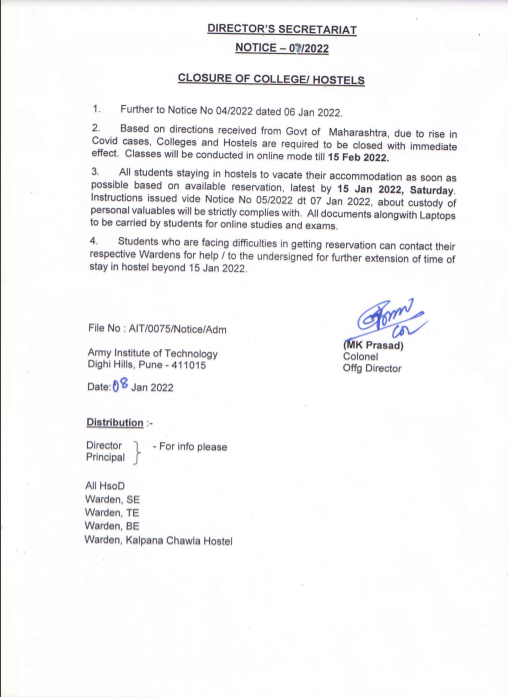 DIRECTOR'S SECRETARIAT
NOTICE – 07/2022
CLOSURE OF COLLEGE/ HOSTELS
1. Further to Notice No 04/2022 dated 06 Jan 2022.
2. Based on directions received from Govt of Maharashtra, due to rise in
Covid cases, Colleges and Hostels are required to be closed with immediate
effect. Classes will be conducted in online mode till 15 Feb 2022.
3. All students staying in hostels to vacate their accommodation as soon as
possible based on available reservation, latest by 15 Jan 2022, Saturday.
Instructions issued vide Notice No 05/2022 dt 07 Jan 2022, about custody of
personal valuables will be strictly complies with. All documents alongwith Laptops
to be carried by students for online studies and exams.
4. Students who are facing difficulties in getting reservation can contact their
respective Wardens for help / to the undersigned for further extension of time of
stay in hostel beyond 15 Jan 2022.
File No : AIT/0075/Notice/Adm
(MK Prasad)
Colonel
Offg Director
Army Institute of Technology
Dighi Hills, Pune - 411015
Date: 08 Jan 2022
Distribution :-
Director
Principal
- For info please
All HsoD
Warden, SE
Warden, TE
Warden, BE
Warden, Kalpana Chawla Hostel